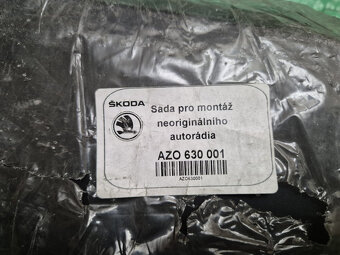 ŠKODA
Sada pro montáž
neoriginálního
autorádia
AZO 630 001
AZO630001